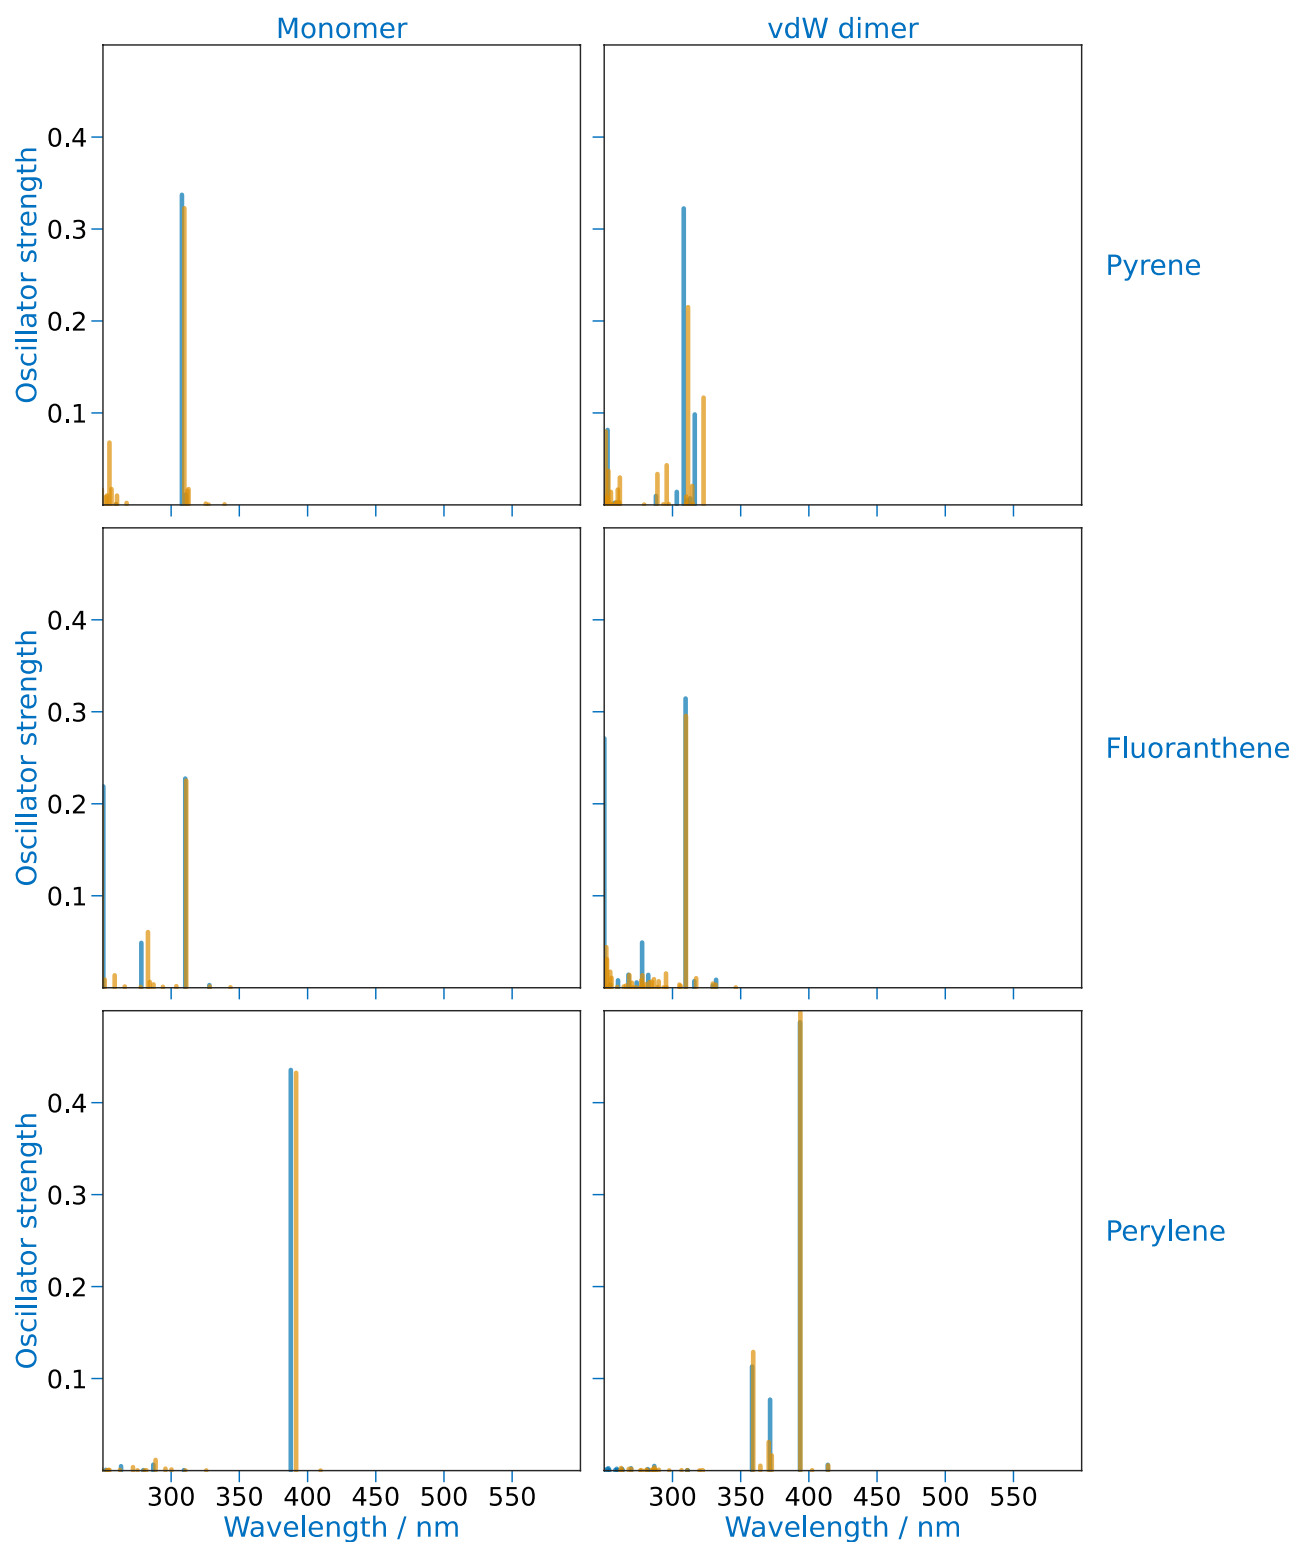 Monomer
vdW dimer
Oscillator strength
0.4
0.3
0.2
0.1
Pyrene
Oscillator strength
0.4
0.3
0.2
0.1
Fluoranthene
Oscillator strength
0.4
0.3
0.2
0.1
Perylene
300 350 400 450 500 550
300 350 400 450 500 550
Wavelength / nm
Wavelength / nm